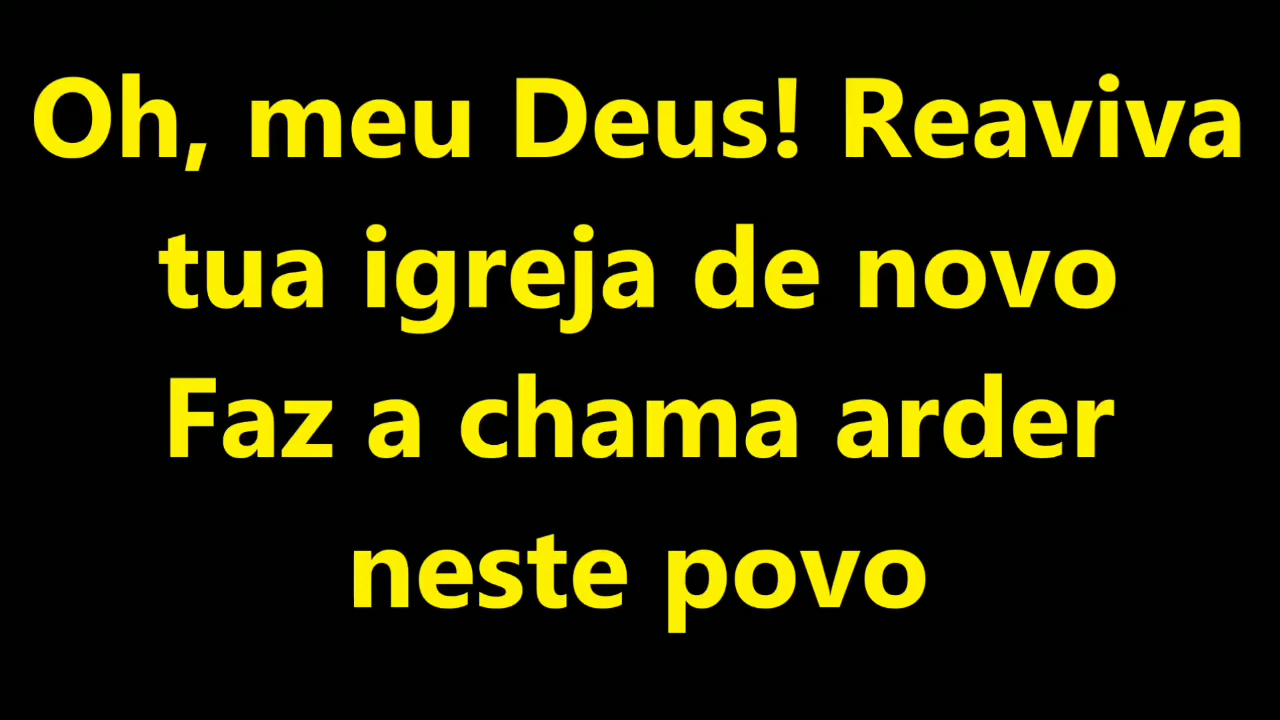 Oh, meu Deus! Reaviva
tua igreja de novo
Faz a chama arder
neste povo